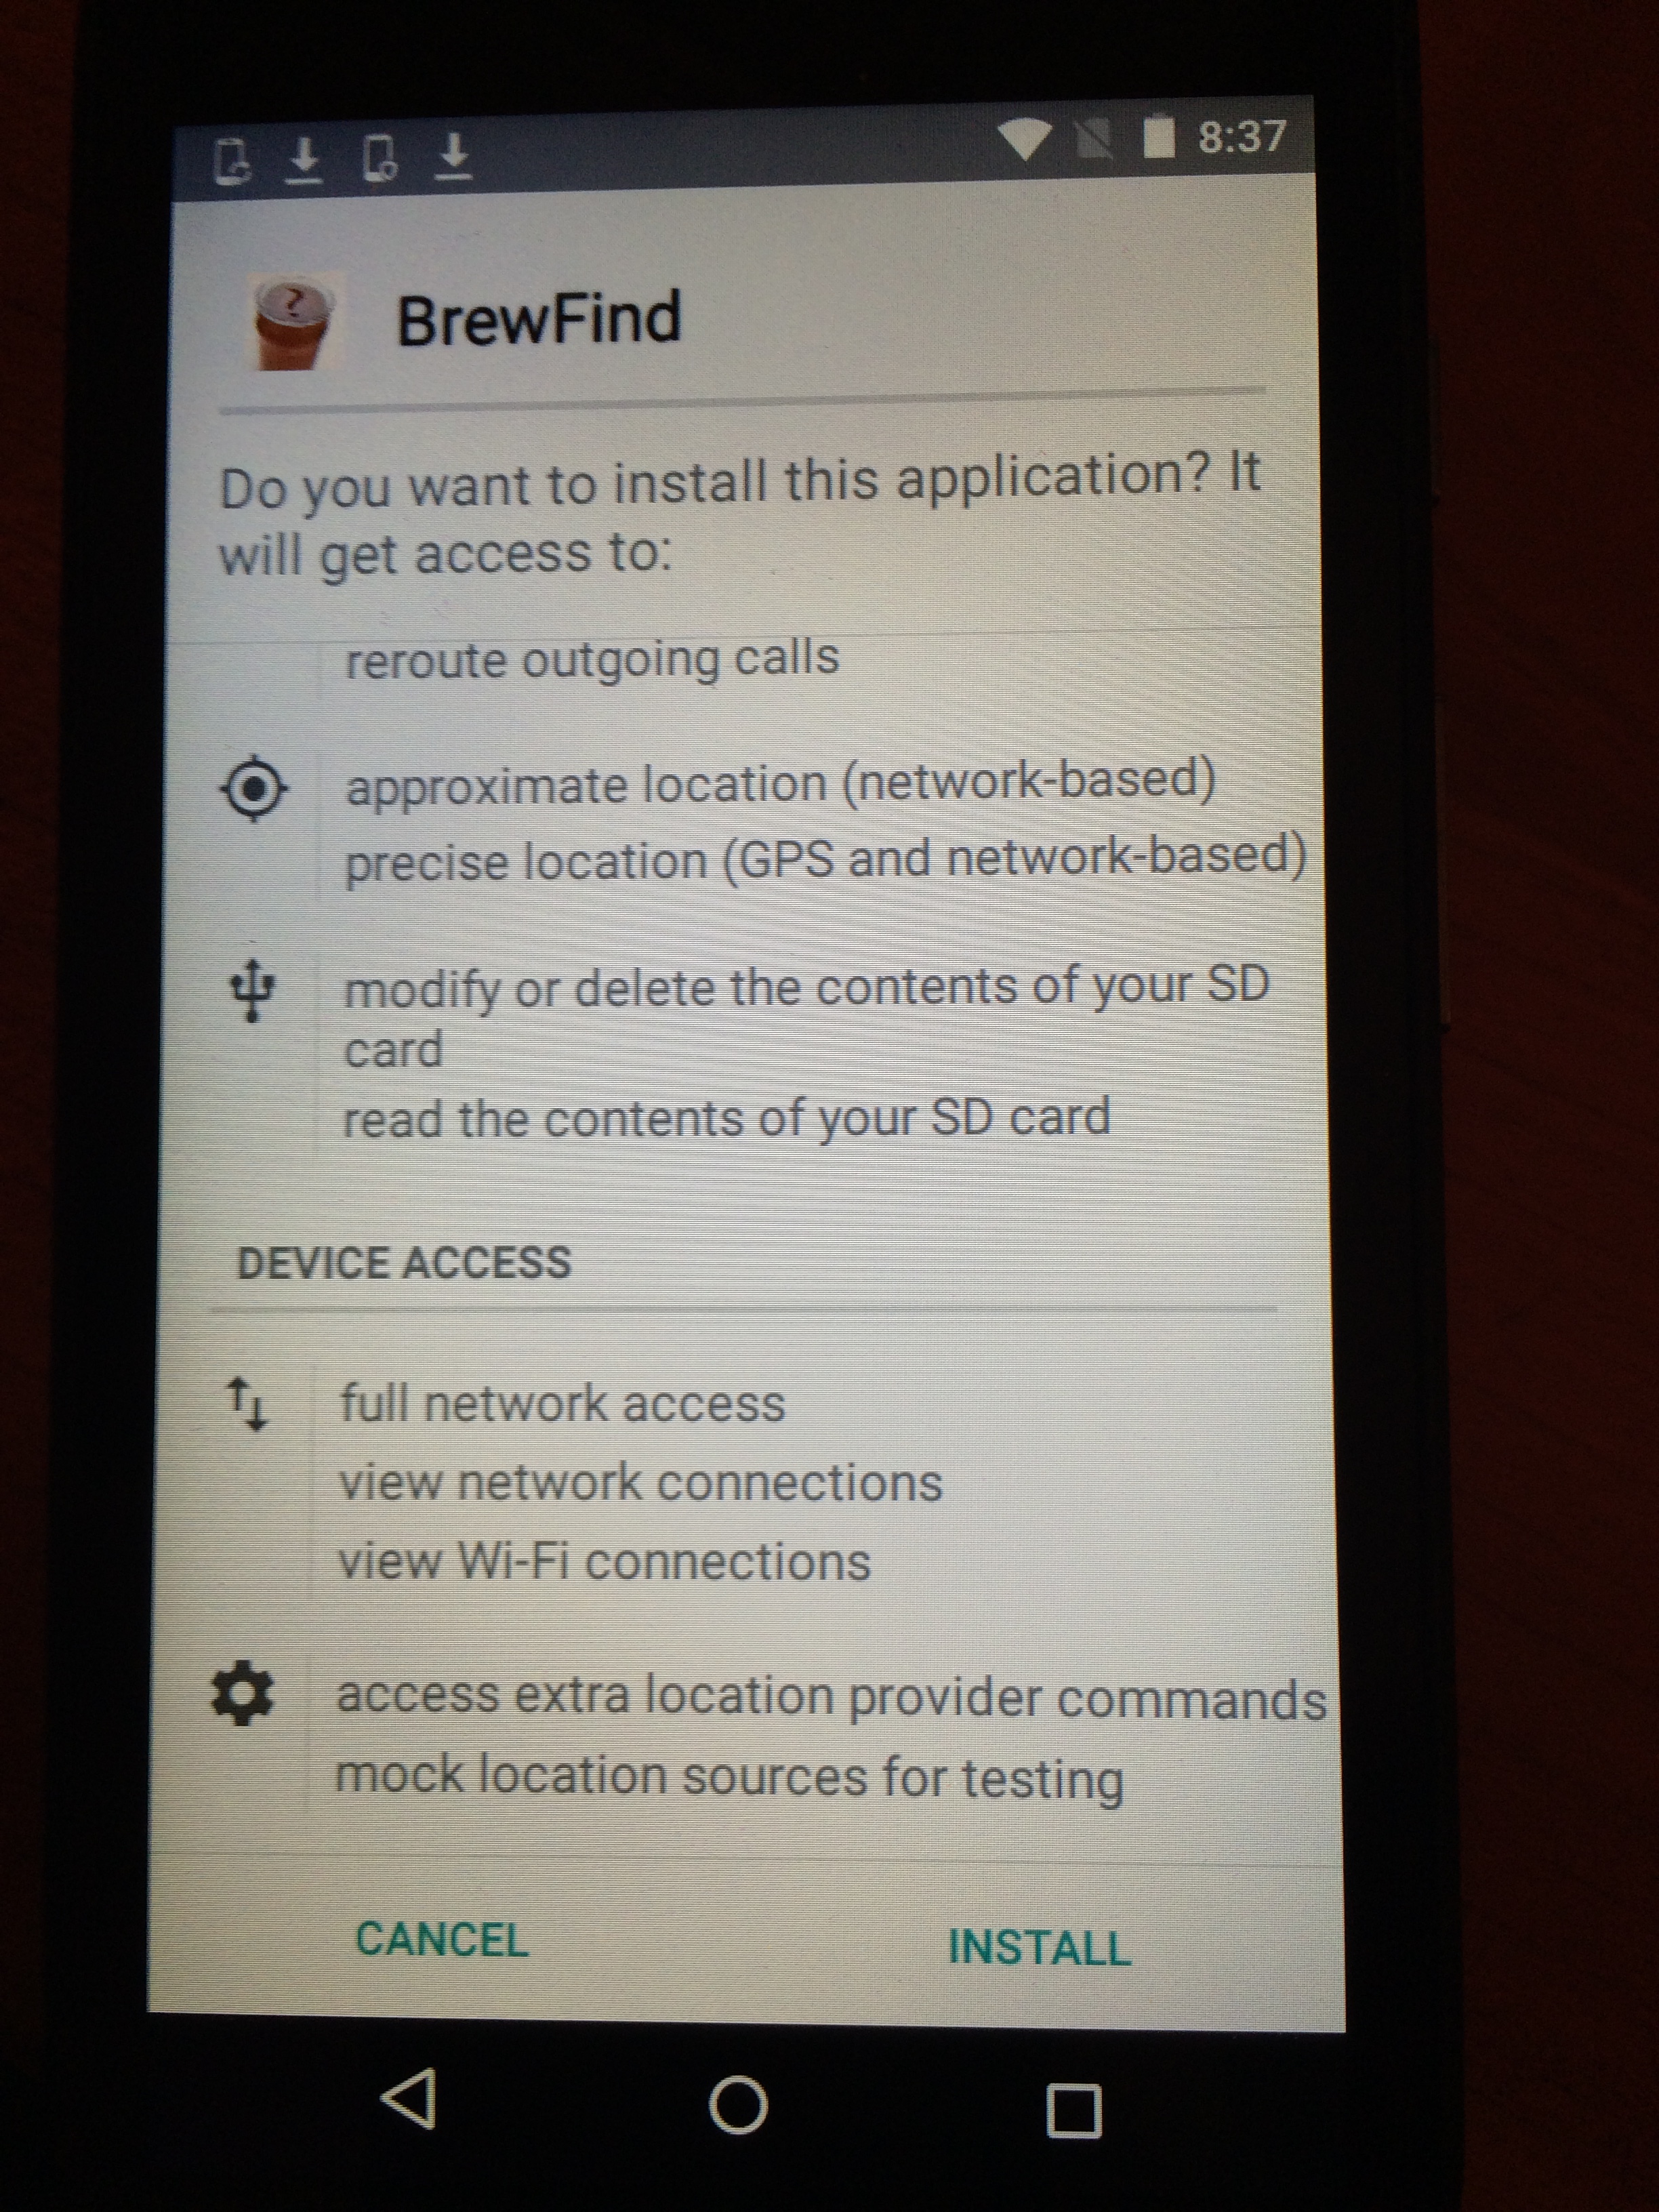 8:37
?
BrewFind
Do you want to install this application? It
will get access to:
reroute outgoing calls
approximate location (network-based)
precise location (GPS and network-based)
modify or delete the contents of your SD
card
read the contents of your SD card
DEVICE ACCESS
full network access
view network connections
view Wi-Fi connections
access extra location provider commands
mock location sources for testing
CANCEL INSTALL